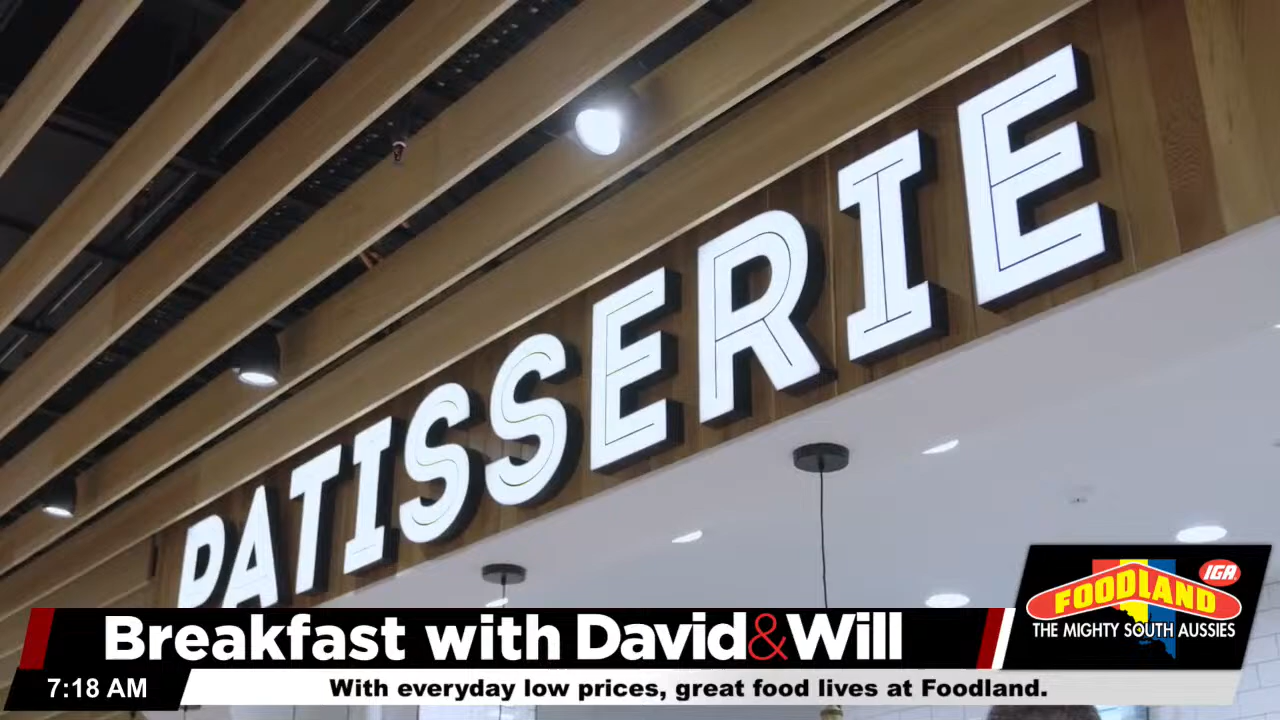 PATISSERIE
IGA
FOODLAND
THE MIGHTY SOUTH AUSSIES
Breakfast with David&Will
7:18 AM
With everyday low prices, great food lives at Foodland.